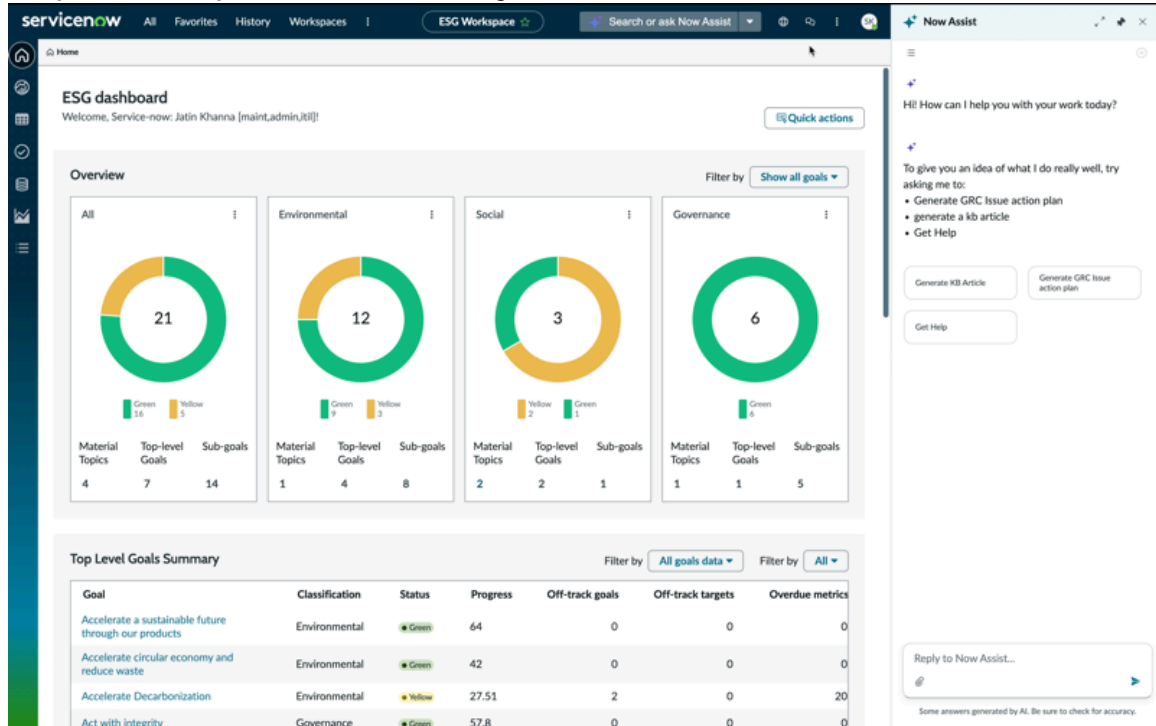 servicenow All Favorites History Workspaces ESG Workspace Search or ask Now Assist SK
Now Assist
Home
ESG dashboard
Welcome, Service-now: Jatin Khanna [maint,admin,itil]!
Quick actions
Overview
Filter by Show all goals
All
21
Green 16
Yellow 5
Material Topics
Top-level Goals
Sub-goals
4 7 14
Environmental
12
Green 9
Yellow 3
Material Topics
Top-level Goals
Sub-goals
1 4 8
Social
3
Yellow 2
Green 1
Material Topics
Top-level Goals
Sub-goals
2 2 1
Governance
6
Green 6
Material Topics
Top-level Goals
Sub-goals
1 1 5
Top Level Goals Summary
Filter by All goals data Filter by All
Goal Classification Status Progress Off-track goals Off-track targets Overdue metrics
Accelerate a sustainable future
through our products
Environmental Green 64 0 0 0
Accelerate circular economy and
reduce waste
Environmental Green 42 0 0 0
Accelerate Decarbonization Environmental Yellow 27.51 2 0 20
Act with integrity Governance Green 57.8 0 0 0
Hi! How can I help you with your work today?
To give you an idea of what I do really well, try
asking me to:
• Generate GRC Issue action plan
• generate a kb article
• Get Help
Generate KB Article
Generate GRC Issue
action plan
Get Help
Reply to Now Assist...
Some answers generated by AI. Be sure to check for accuracy.